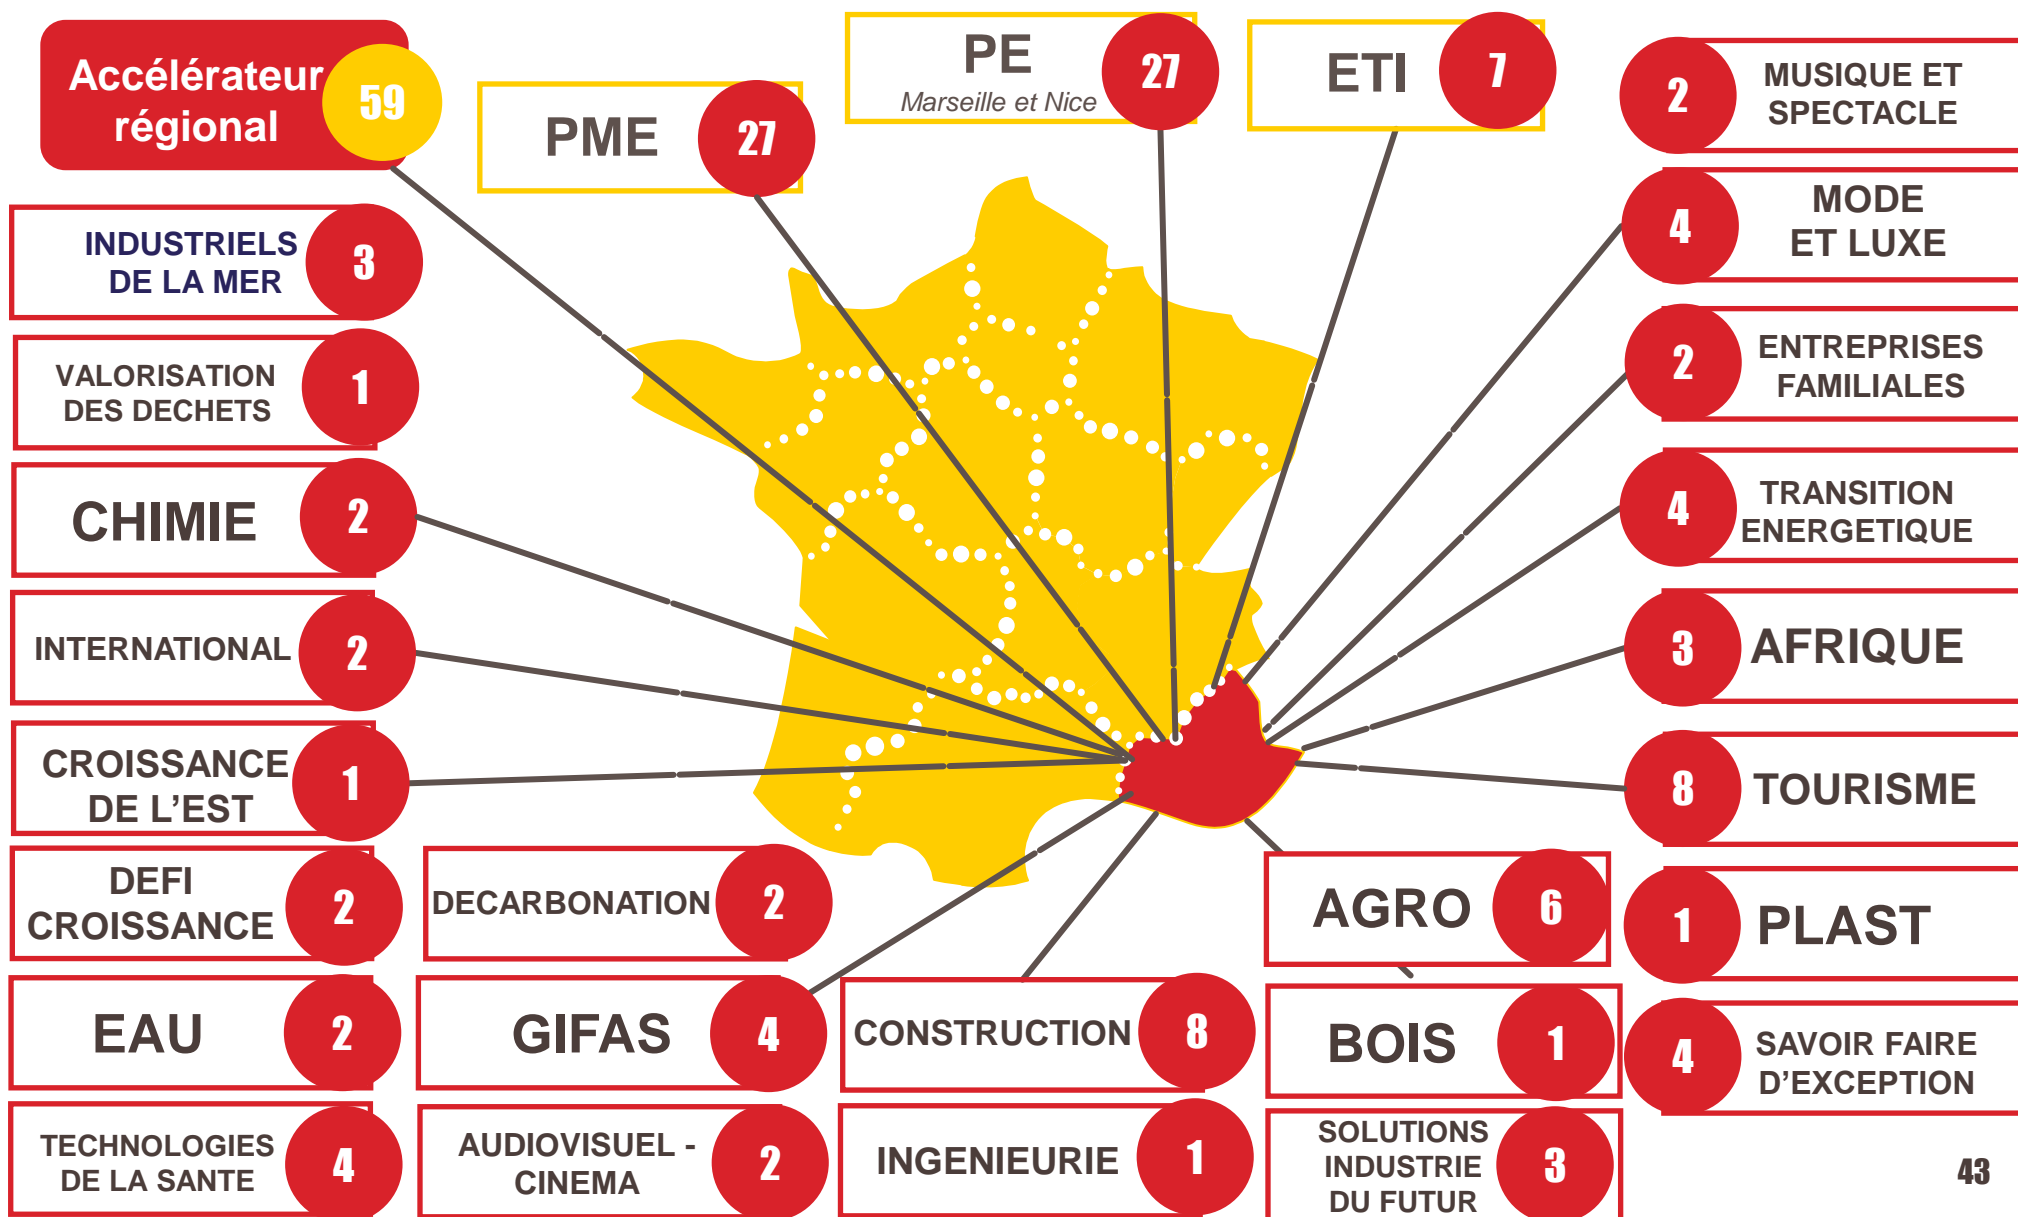 Accélérateur
régional
59
PME
27
PE
Marseille et Nice
27
ETI
7
2
MUSIQUE ET
SPECTACLE
INDUSTRIELS
DE LA MER
3
4
MODE
ET LUXE
VALORISATION
DES DECHETS
1
2
ENTREPRISES
FAMILIALES
CHIMIE
2
4
TRANSITION
ENERGETIQUE
INTERNATIONAL
2
3
AFRIQUE
CROISSANCE
DE L’EST
1
8
TOURISME
DEFI
CROISSANCE
2
DECARBONATION
2
AGRO
6
1
PLAST
EAU
2
GIFAS
4
CONSTRUCTION
8
BOIS
1
4
SAVOIR FAIRE
D’EXCEPTION
TECHNOLOGIES
DE LA SANTE
4
AUDIOVISUEL -
CINEMA
2
INGENIEURIE
1
SOLUTIONS
INDUSTRIE
DU FUTUR
3
43